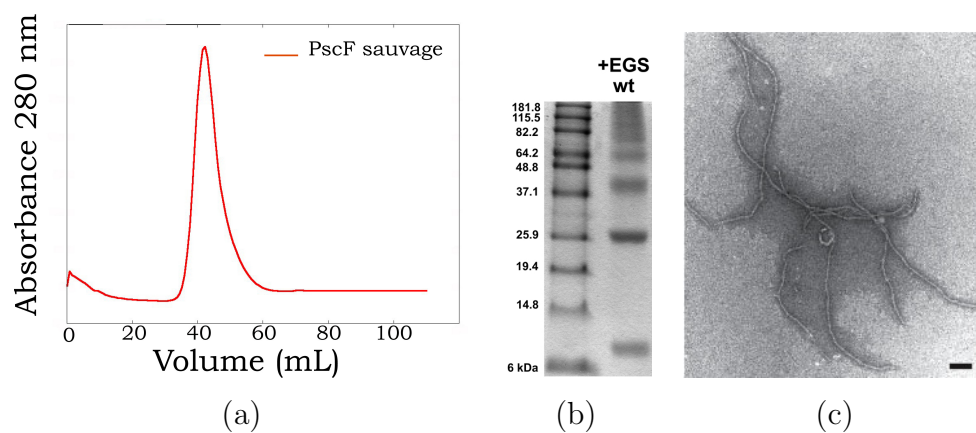 Absorbance 280 nm
PscF sauvage
0 20 40 60 80 100
Volume (mL)
(a)
+EGS
wt
181.8
115.5
82.2
64.2
48.8
37.1
25.9
19.4
14.8
6 kDa
(b)
(c)